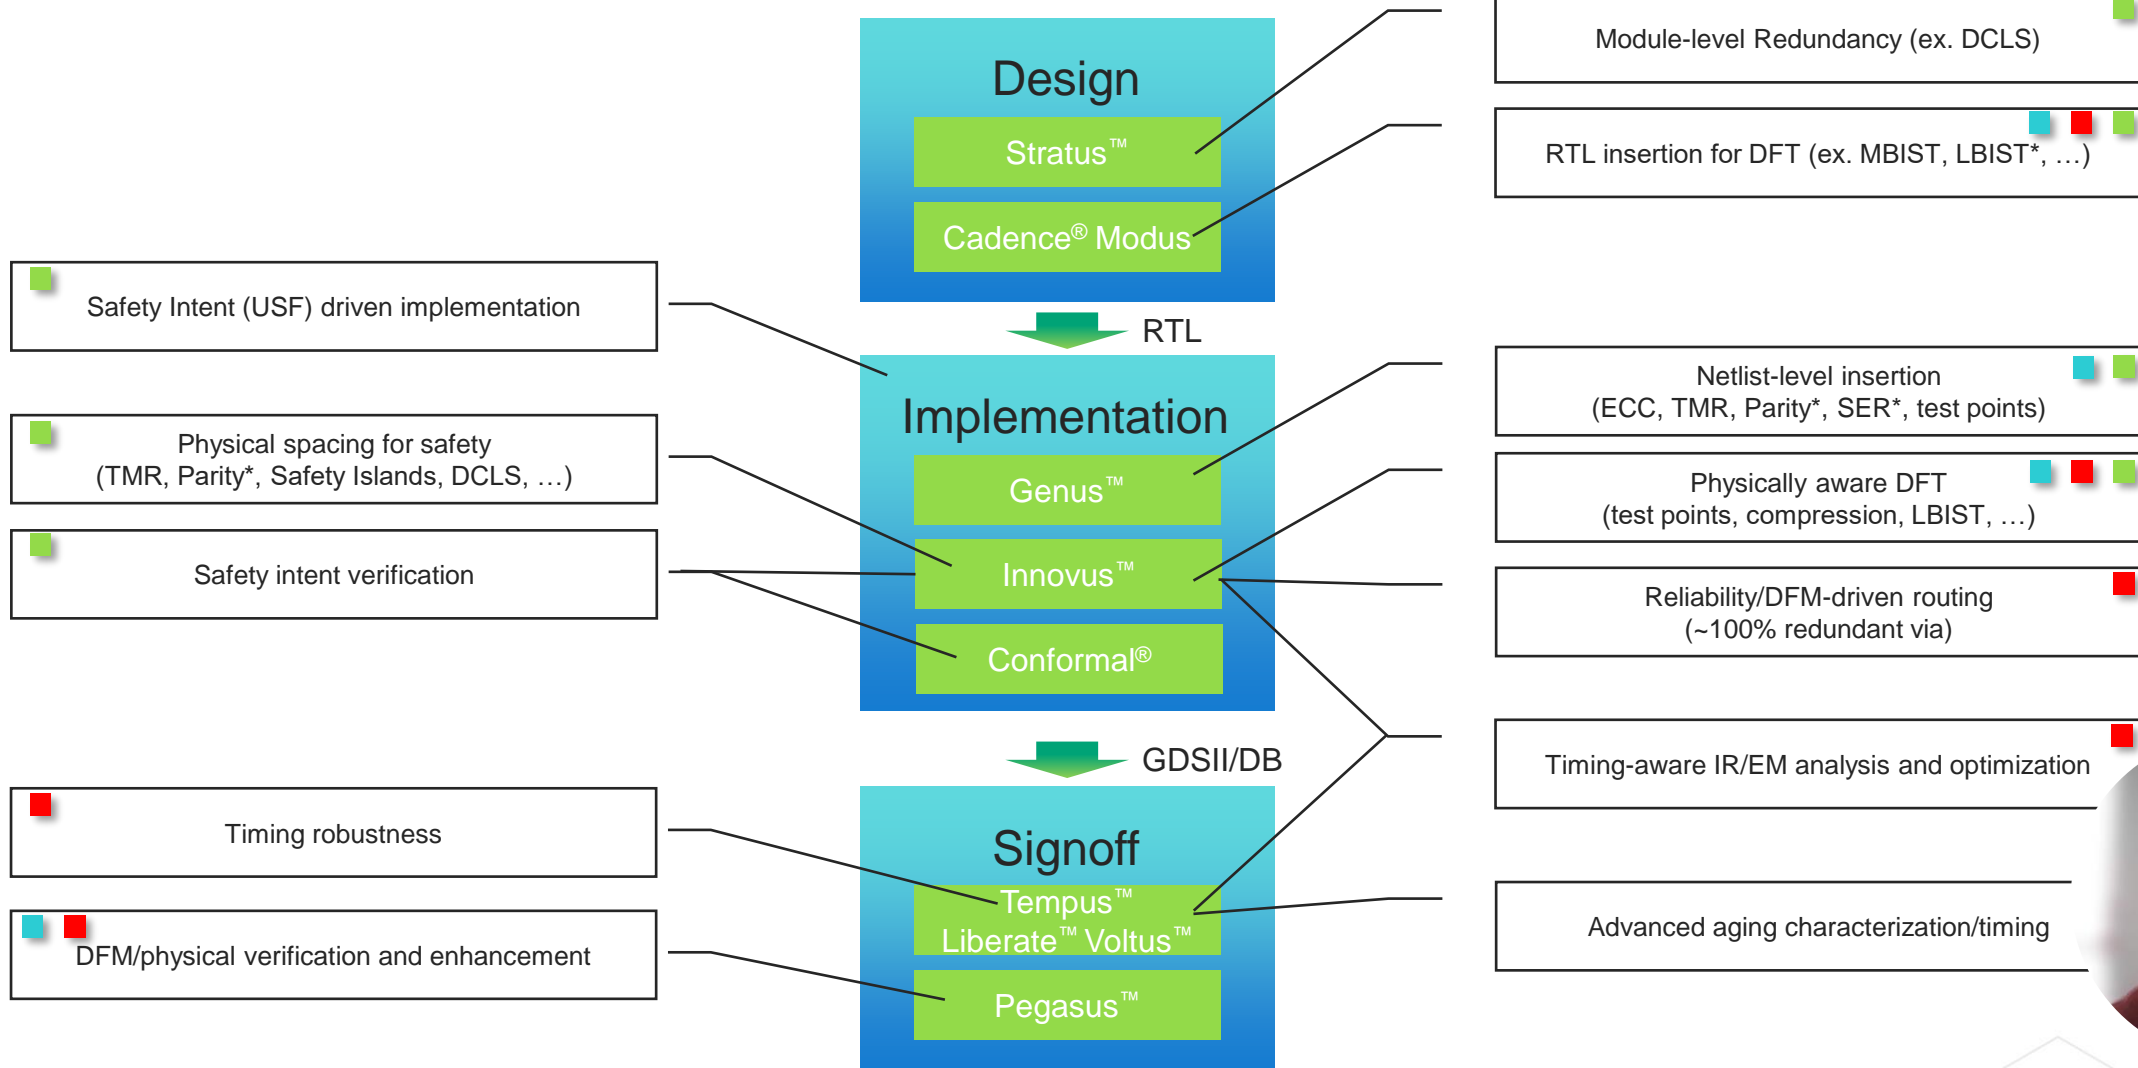 Design
Stratus™
Cadence® Modus
RTL
Implementation
Genus™
Innovus™
Conformal®
GDSII/DB
Signoff
Tempus™
Liberate™ Voltus™
Pegasus™
Safety Intent (USF) driven implementation
Physical spacing for safety
(TMR, Parity*, Safety Islands, DCLS, …)
Safety intent verification
Timing robustness
DFM/physical verification and enhancement
Module-level Redundancy (ex. DCLS)
RTL insertion for DFT (ex. MBIST, LBIST*, …)
Netlist-level insertion
(ECC, TMR, Parity*, SER*, test points)
Physically aware DFT
(test points, compression, LBIST, …)
Reliability/DFM-driven routing
(~100% redundant via)
Timing-aware IR/EM analysis and optimization
Advanced aging characterization/timing